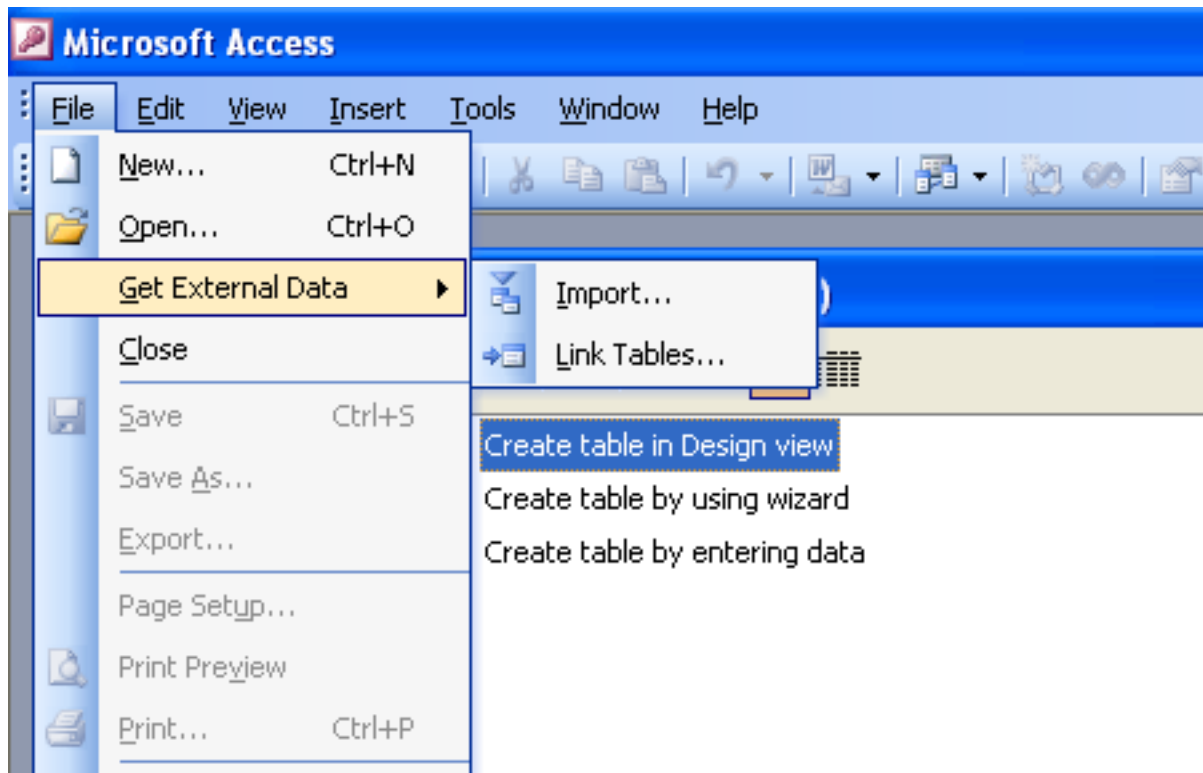 Microsoft Access
File Edit View Insert Tools Window Help
New... Ctrl+N
Open... Ctrl+O
Get External Data
Import...
Link Tables...
Close
Save Ctrl+S
Save As...
Export...
Page Setup...
Print Preview
Print... Ctrl+P
)
Create table in Design view
Create table by using wizard
Create table by entering data